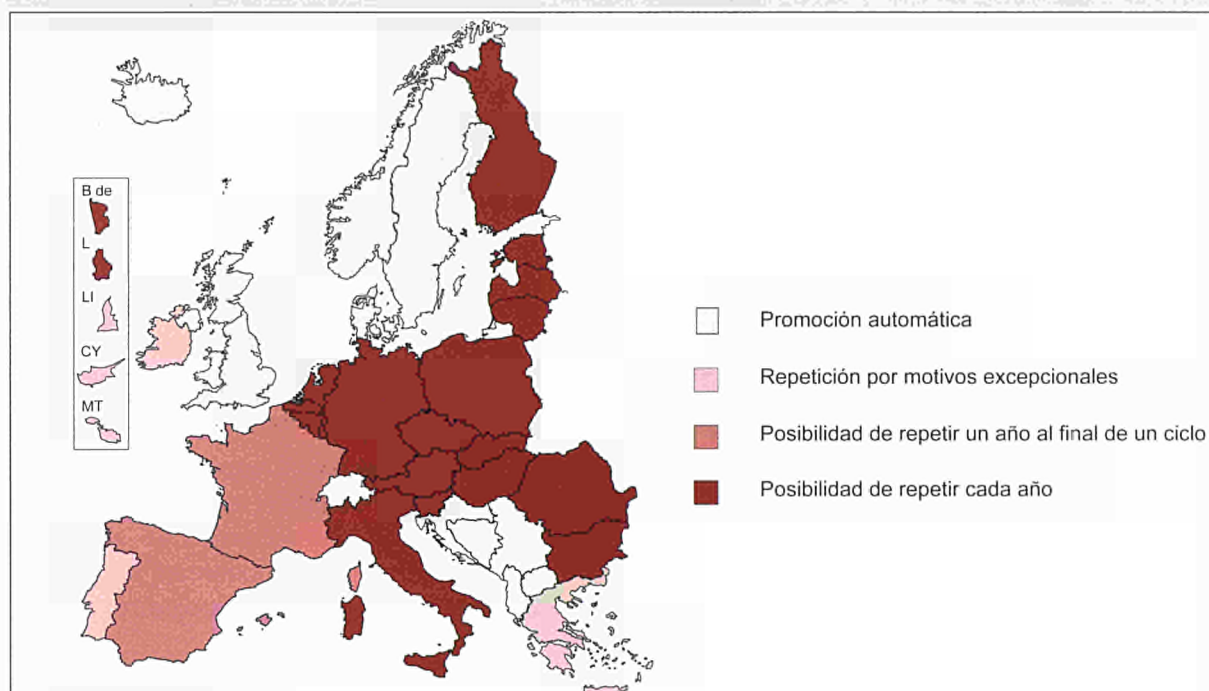 B de
L
LI
CY
MT
Promoción automática
Repetición por motivos excepcionales
Posibilidad de repetir un año al final de un ciclo
Posibilidad de repetir cada año